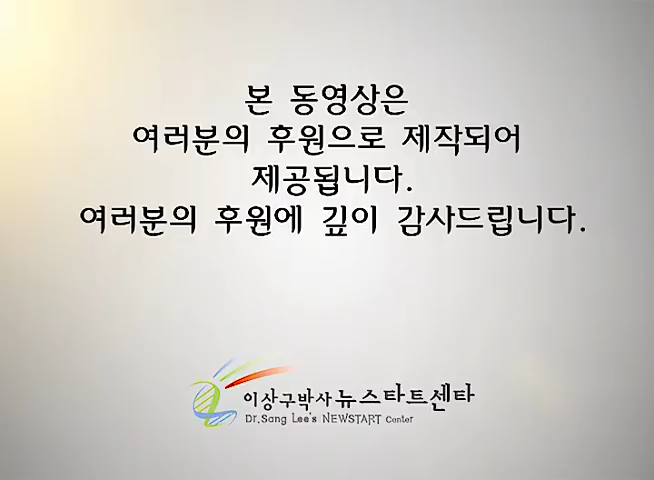 본 동영상은
여러분의 후원으로 제작되어
제공됩니다.
여러분의 후원에 깊이 감사드립니다.
이상구박사 뉴스타트센타
Dr.Sang Lee's NEWSTART Center